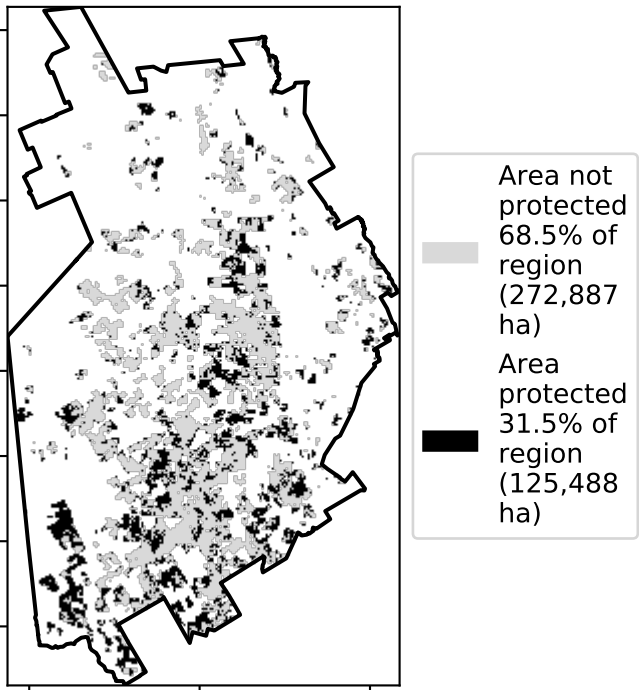 Area not
protected
68.5% of
region
(272,887
ha)
Area
protected
31.5% of
region
(125,488
ha)